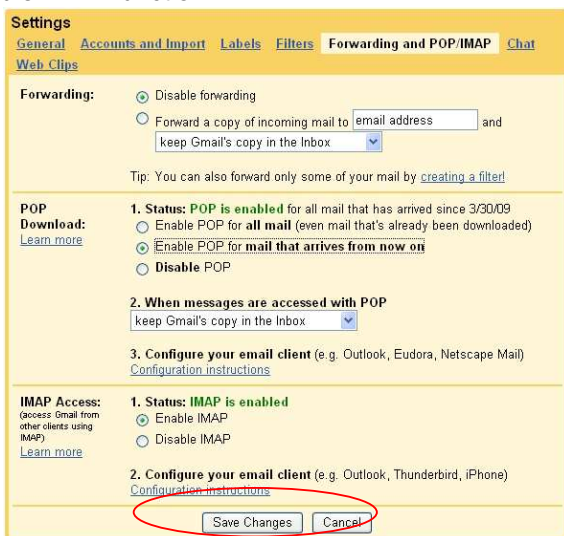 Settings
General Accounts and Import Labels Filters Forwarding and POP/IMAP Chat
Web Clips
Forwarding:
Disable forwarding
Forward a copy of incoming mail to email address and
keep Gmail's copy in the Inbox
Tip: You can also forward only some of your mail by creating a filter!
POP
Download:
Learn more
1. Status: POP is enabled for all mail that has arrived since 3/30/09
Enable POP for all mail (even mail that's already been downloaded)
Enable POP for mail that arrives from now on
Disable POP
2. When messages are accessed with POP
keep Gmail's copy in the Inbox
3. Configure your email client (e.g. Outlook, Eudora, Netscape Mail)
Configuration instructions
IMAP Access:
(access Gmail from
other clients using
IMAP)
Learn more
1. Status: IMAP is enabled
Enable IMAP
Disable IMAP
2. Configure your email client (e.g. Outlook, Thunderbird, iPhone)
Configuration instructions
Save Changes Cancel